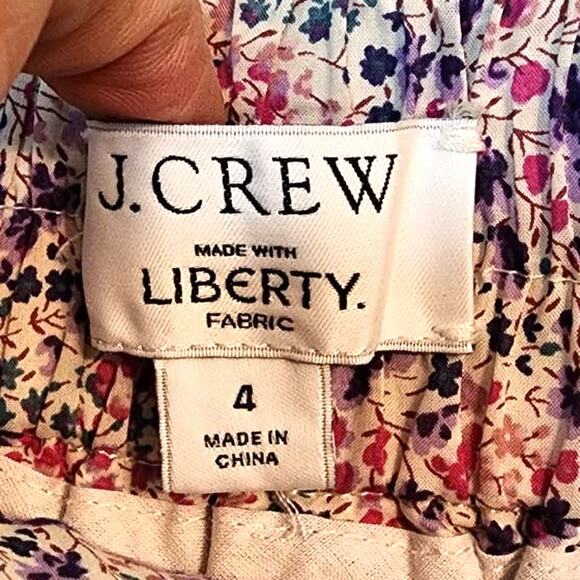 J.CREW
MADE WITH
LIBERTY.
FABRIC
4
MADE IN
CHINA